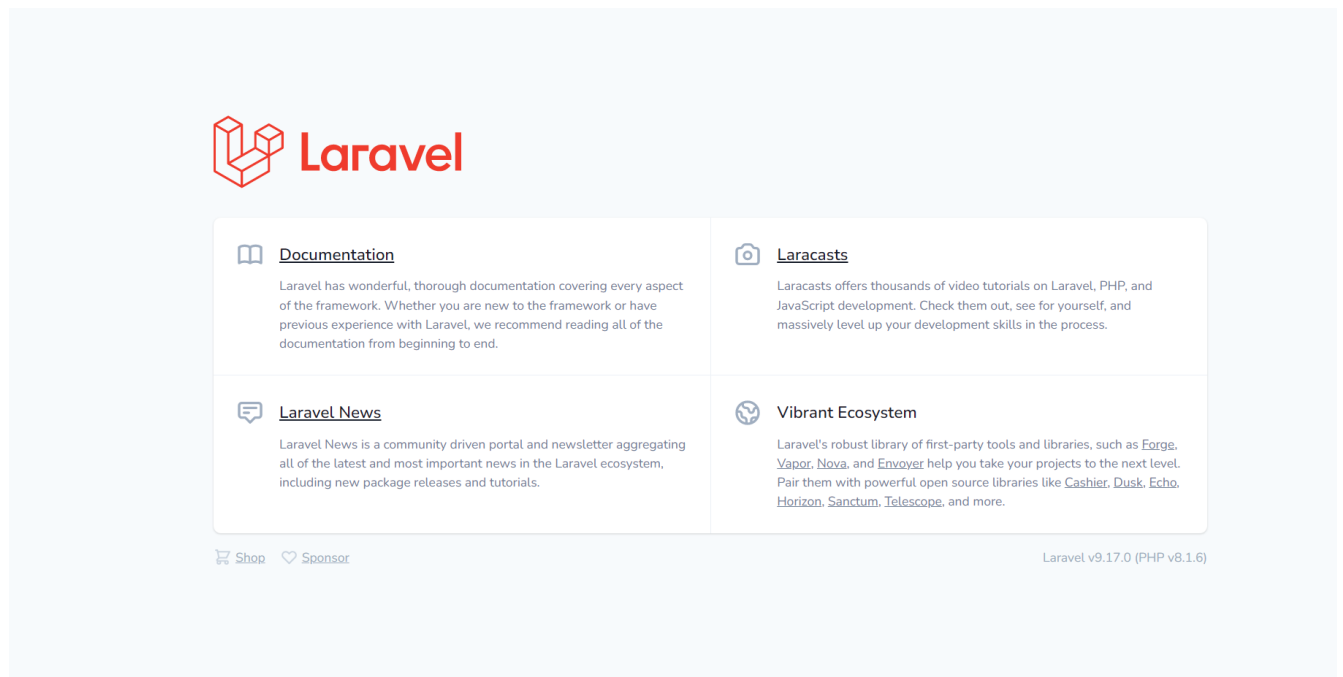 Laravel
Documentation
Laravel has wonderful, thorough documentation covering every aspect
of the framework. Whether you are new to the framework or have
previous experience with Laravel, we recommend reading all of the
documentation from beginning to end.
Laracasts
Laracasts offers thousands of video tutorials on Laravel, PHP, and
JavaScript development. Check them out, see for yourself, and
massively level up your development skills in the process.
Laravel News
Laravel News is a community driven portal and newsletter aggregating
all of the latest and most important news in the Laravel ecosystem,
including new package releases and tutorials.
Vibrant Ecosystem
Laravel's robust library of first-party tools and libraries, such as Forge,
Vapor, Nova, and Envoyer help you take your projects to the next level.
Pair them with powerful open source libraries like Cashier, Dusk, Echo,
Horizon, Sanctum, Telescope, and more.
Shop Sponsor
Laravel v9.17.0 (PHP v8.1.6)